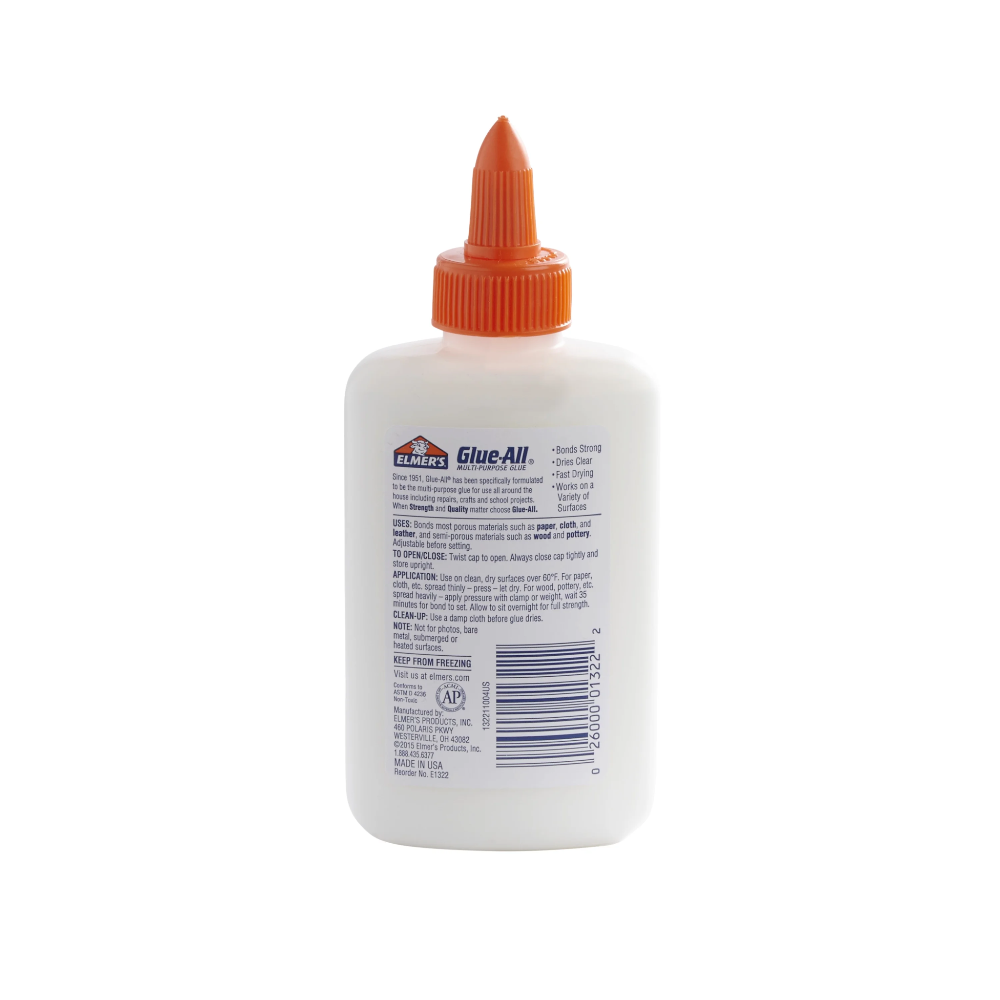 ELMER'S®
Glue-All®
MULTI-PURPOSE GLUE
Since 1951, Glue-All® has been specifically formulated
to be the multi-purpose glue for use all around the
house including repairs, crafts and school projects.
When Strength and Quality matter choose Glue-All.
• Bonds Strong
• Dries Clear
• Fast Drying
• Works on a
Variety of
Surfaces
USES: Bonds most porous materials such as paper, cloth, and
leather, and semi-porous materials such as wood and pottery.
Adjustable before setting.
TO OPEN/CLOSE: Twist cap to open. Always close cap tightly and
store upright.
APPLICATION: Use on clean, dry surfaces over 60°F. For paper,
cloth, etc. spread thinly – press – let dry. For wood, pottery, etc.
spread heavily – apply pressure with clamp or weight, wait 35
minutes for bond to set. Allow to sit overnight for full strength.
CLEAN-UP: Use a damp cloth before glue dries.
NOTE: Not for photos, bare
metal, submerged or
heated surfaces.
KEEP FROM FREEZING
Visit us at elmers.com
Conforms to
ASTM D 4236
Non-Toxic
ACMI
AP
Manufactured by:
ELMER'S PRODUCTS, INC.
460 POLARIS PKWY
WESTERVILLE, OH 43082
©2015 Elmer's Products, Inc.
1.888.435.6377
MADE IN USA
Reorder No. E1322
132211004US
0 26000 01322 2